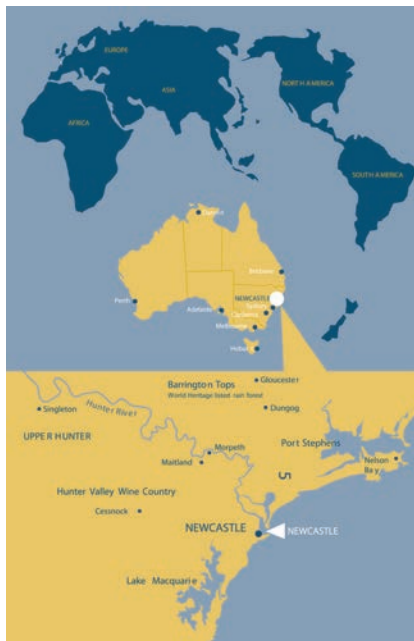 EUROPE
NORTH AMERICA
ASIA
AFRICA
SOUTH AMERICA
Darwin
Brisbane
Perth
NEWCASTLE
Sydney
Adelaide
Canberra
Melbourne
Hobart
Gloucester
Barrington Tops
World Heritage listed rain forest
Singleton
Hunter River
Dungog
UPPER HUNTER
Morpeth
Port Stephens
Maitland
Nelson
Bay
5
Hunter Valley Wine Country
Cessnock
NEWCASTLE
NEWCASTLE
Lake Macquarie